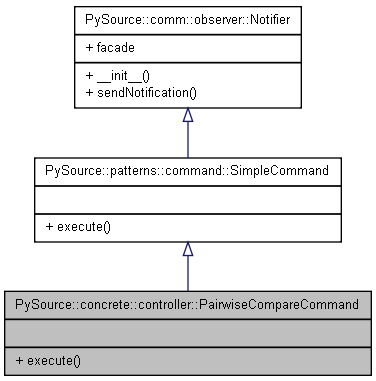 PySource::comm::observer::Notifier
+ facade
+ __init__()
+ sendNotification()
PySource::patterns::command::SimpleCommand
+ execute()
PySource::concrete::controller::PairwiseCompareCommand
+ execute()